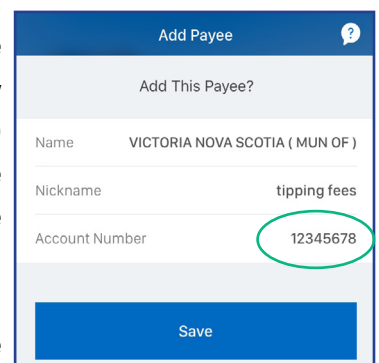 Add Payee
?
Add This Payee?
Name VICTORIA NOVA SCOTIA ( MUN OF )
Nickname tipping fees
Account Number 12345678
Save